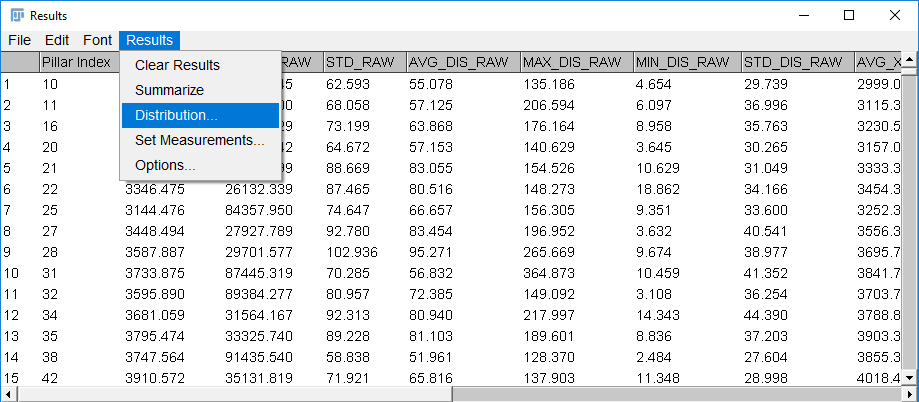 Results
File Edit Font Results
Pillar Index RAW STD_RAW AVG_DIS_RAW MAX_DIS_RAW MIN_DIS_RAW STD_DIS_RAW AVG_X
Clear Results
Summarize
Distribution...
Set Measurements...
Options...
1 10 45 62.593 55.078 135.186 4.654 29.739 2999.0
2 11 00 68.058 57.125 206.594 6.097 36.996 3115.3
3 16 29 73.199 63.868 176.164 8.958 35.763 3230.5
4 20 42 64.672 57.153 140.629 3.645 30.265 3157.0
5 21 88.669 83.055 154.526 10.629 31.049 3333.3
6 22 3346.475 26132.339 87.465 80.516 148.273 18.862 34.166 3454.3
7 25 3144.476 84357.950 74.647 66.657 156.305 9.351 33.600 3252.3
8 27 3448.494 27927.789 92.780 83.454 196.952 3.632 40.541 3556.3
9 28 3587.887 29701.577 102.936 95.271 265.669 9.674 38.977 3695.7
10 31 3733.875 87445.319 70.285 56.832 364.873 10.459 41.352 3841.7
11 32 3595.890 89384.277 80.957 72.385 149.092 3.108 36.254 3703.7
12 34 3681.059 31564.167 92.313 80.940 217.997 14.343 44.390 3788.8
13 35 3795.474 33325.740 89.228 81.103 189.601 8.836 37.203 3903.3
14 38 3747.564 91435.540 58.838 51.961 128.370 2.484 27.604 3855.3
15 42 3910.572 35131.819 71.921 65.816 137.903 11.348 28.998 4018.4